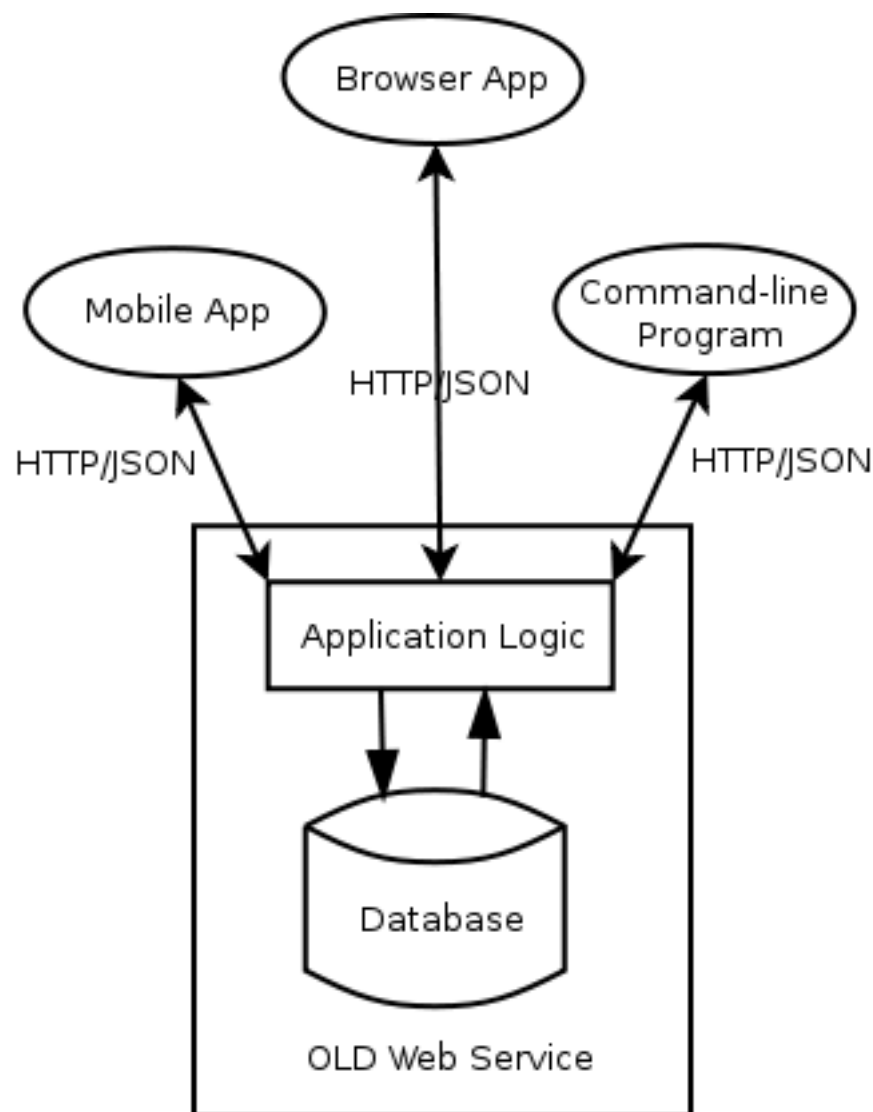 Browser App
Mobile App
Command-line
Program
HTTP/JSON
HTTP/JSON
HTTP/JSON
Application Logic
Database
OLD Web Service